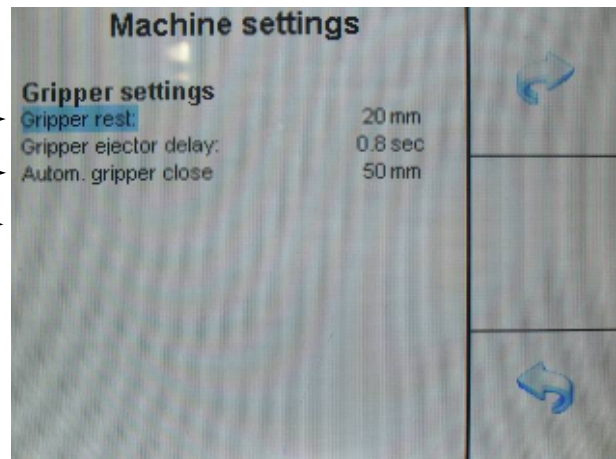 Machine settings
Gripper settings
Gripper rest: 20 mm
Gripper ejector delay: 0.8 sec
Autom. gripper close 50 mm